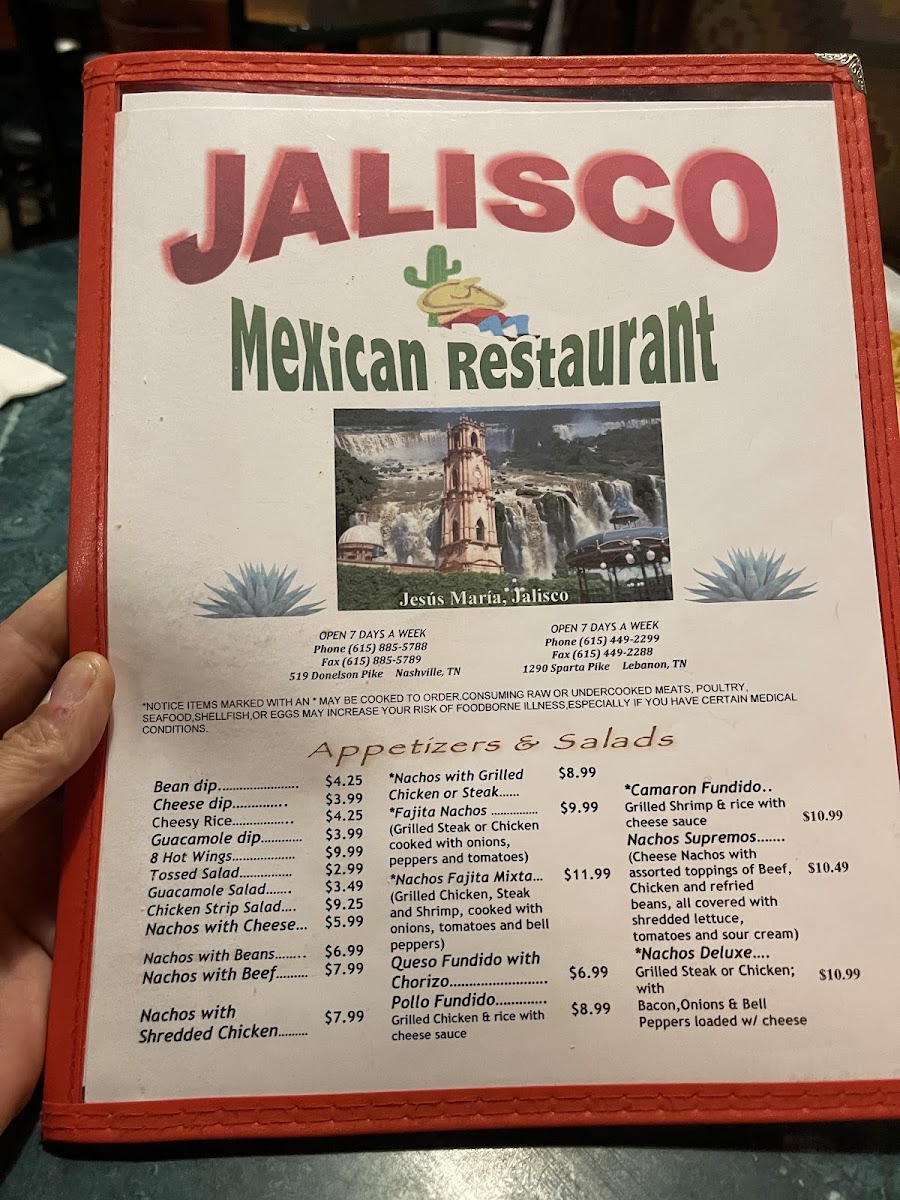 JALISCO
Mexican Restaurant
Jesús María, Jalisco
OPEN 7 DAYS A WEEK
Phone (615) 885-5788
Fax (615) 885-5789
519 Donelson Pike Nashville, TN
OPEN 7 DAYS A WEEK
Phone (615) 449-2299
Fax (615) 449-2288
1290 Sparta Pike Lebanon, TN
*NOTICE ITEMS MARKED WITH AN * MAY BE COOKED TO ORDER.CONSUMING RAW OR UNDERCOOKED MEATS, POULTRY,
SEAFOOD,SHELLFISH,OR EGGS MAY INCREASE YOUR RISK OF FOODBORNE ILLNESS,ESPECIALLY IF YOU HAVE CERTAIN MEDICAL
CONDITIONS.
Appetizers & Salads
Bean dip...................... $4.25
Cheese dip.............. $3.99
Cheesy Rice................ $4.25
Guacamole dip............ $3.99
8 Hot Wings.................. $9.99
Tossed Salad............... $2.99
Guacamole Salad....... $3.49
Chicken Strip Salad.... $9.25
Nachos with Cheese... $5.99
Nachos with Beans........ $6.99
Nachos with Beef......... $7.99
Nachos with
Shredded Chicken......... $7.99
*Nachos with Grilled $8.99
Chicken or Steak......
*Fajita Nachos ............... $9.99
(Grilled Steak or Chicken
cooked with onions,
peppers and tomatoes)
*Nachos Fajita Mixta... $11.99
(Grilled Chicken, Steak
and Shrimp, cooked with
onions, tomatoes and bell
peppers)
Queso Fundido with
Chorizo......................... $6.99
Pollo Fundido............. $8.99
Grilled Chicken & rice with
cheese sauce
*Camaron Fundido..
Grilled Shrimp & rice with
cheese sauce $10.99
Nachos Supremos.......
(Cheese Nachos with
assorted toppings of Beef, $10.49
Chicken and refried
beans, all covered with
shredded lettuce,
tomatoes and sour cream)
*Nachos Deluxe....
Grilled Steak or Chicken; $10.99
with
Bacon,Onions & Bell
Peppers loaded w/ cheese